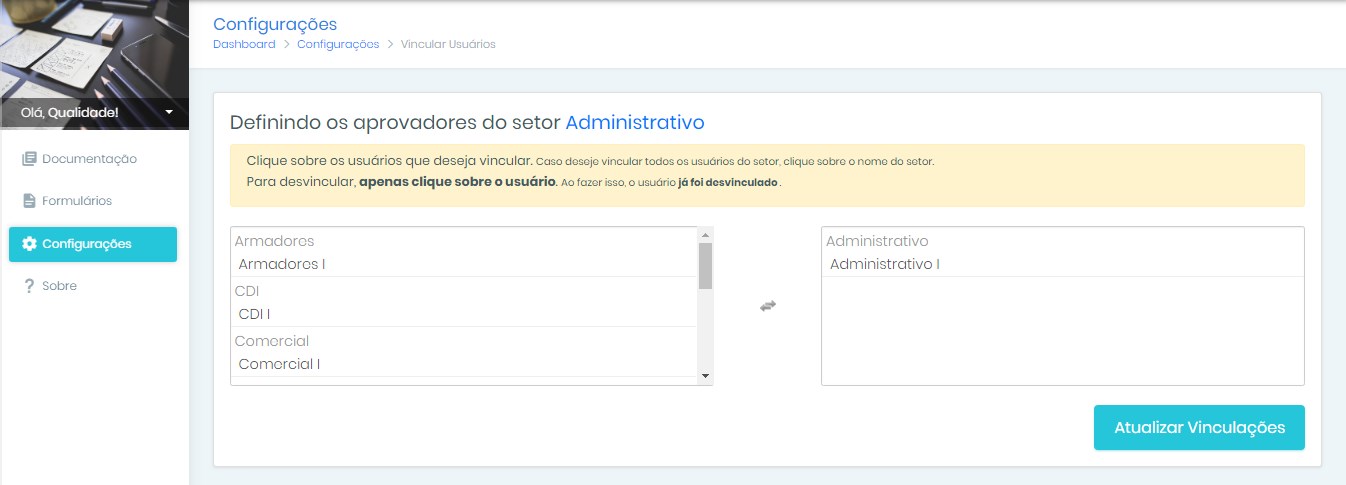 Configurações
Dashboard > Configurações > Vincular Usuários
Olá, Qualidade!
Documentação
Formulários
Configurações
? Sobre
Definindo os aprovadores do setor Administrativo
Clique sobre os usuários que deseja vincular. Caso deseje vincular todos os usuários do setor, clique sobre o nome do setor.
Para desvincular, apenas clique sobre o usuário. Ao fazer isso, o usuário já foi desvinculado .
Armadores
Armadores I
CDI
CDI I
Comercial
Comercial I
Administrativo
Administrativo I
Atualizar Vinculações